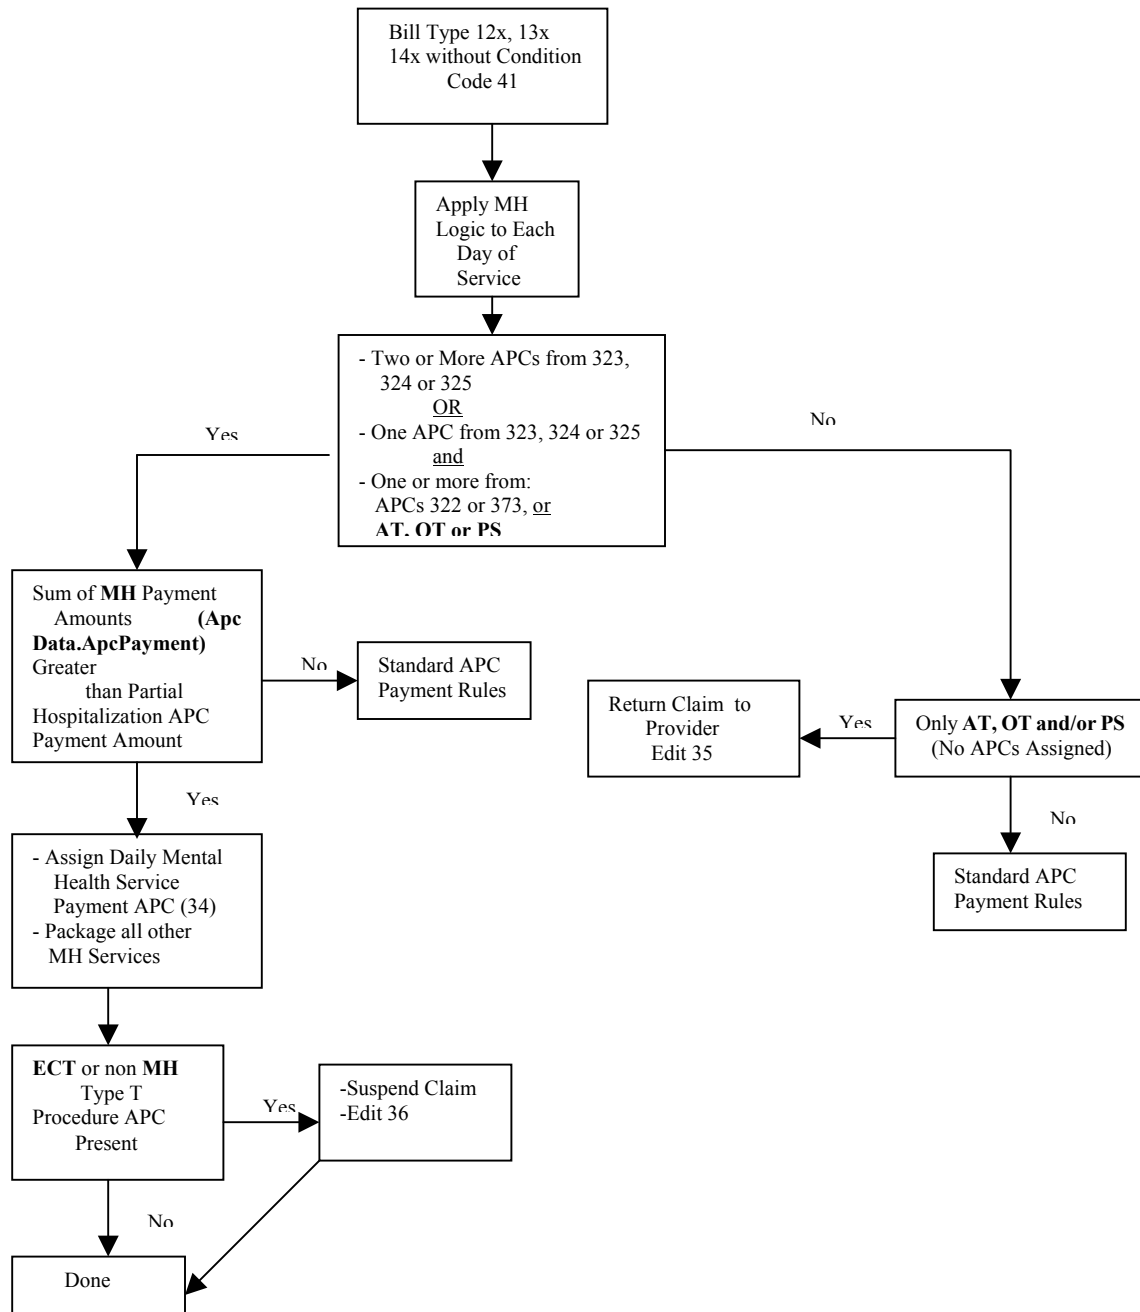 Bill Type 12x, 13x
14x without Condition
Code 41
Apply MH
Logic to Each
Day of
Service
- Two or More APCs from 323,
324 or 325
OR
- One APC from 323, 324 or 325
and
- One or more from:
APCs 322 or 373, or
AT, OT or PS
Yes
No
Sum of MH Payment
Amounts (Apc
Data.ApcPayment)
Greater
than Partial
Hospitalization APC
Payment Amount
No
Standard APC
Payment Rules
Return Claim to
Provider
Edit 35
Yes
Only AT, OT and/or PS
(No APCs Assigned)
Yes
No
- Assign Daily Mental
Health Service
Payment APC (34)
- Package all other
MH Services
Standard APC
Payment Rules
ECT or non MH
Type T
Procedure APC
Present
Yes
-Suspend Claim
-Edit 36
No
Done